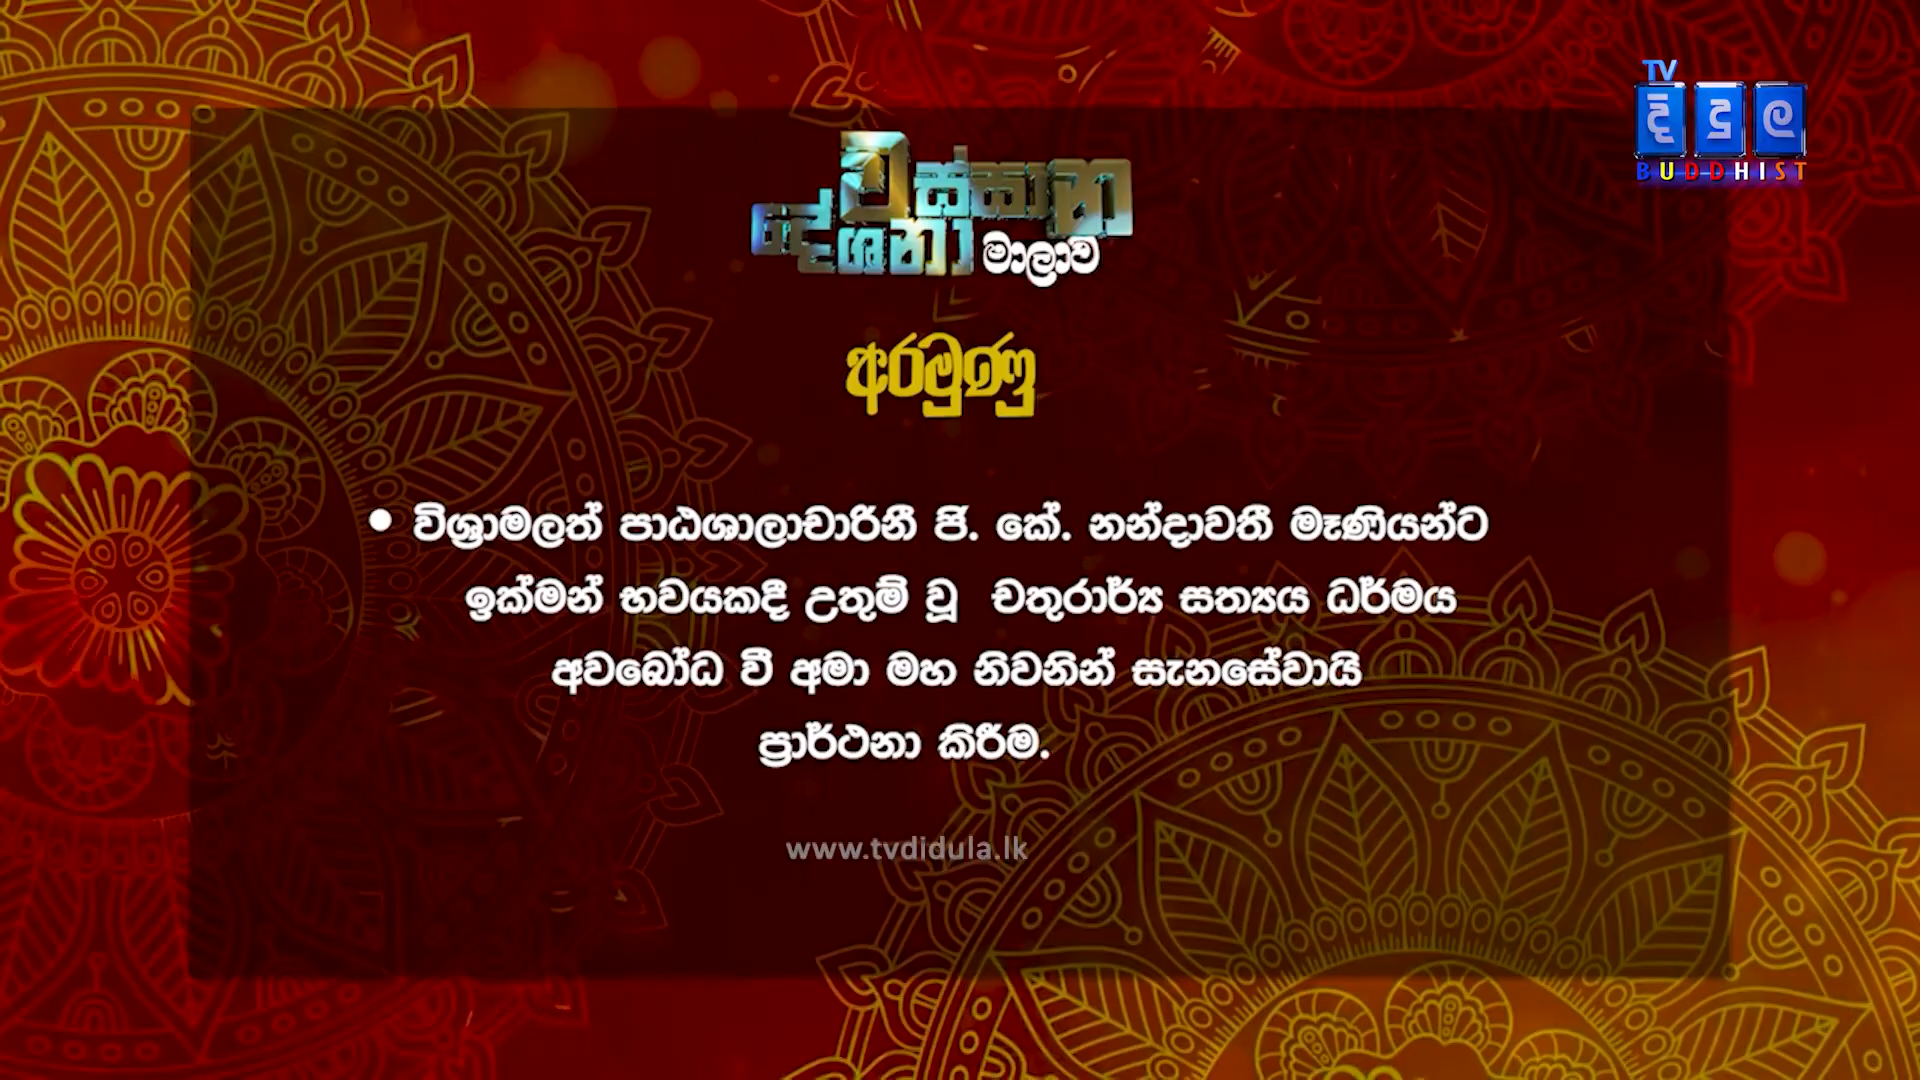 TV
දිදුල
BUDDHIST
වස්සාන
දේශනා මාලාව
අරමුණු
• විශ්‍රාමලත් පාඨශාලාචාරිනී ජී. කේ. නන්දාවතී මෑණියන්ට
ඉක්මන් භවයකදී උතුම් වූ චතුරාර්ය සත්‍යය ධර්මය
අවබෝධ වී අමා මහ නිවනින් සැනසේවායි
ප්‍රාර්ථනා කිරීම.
www.tvdidula.lk